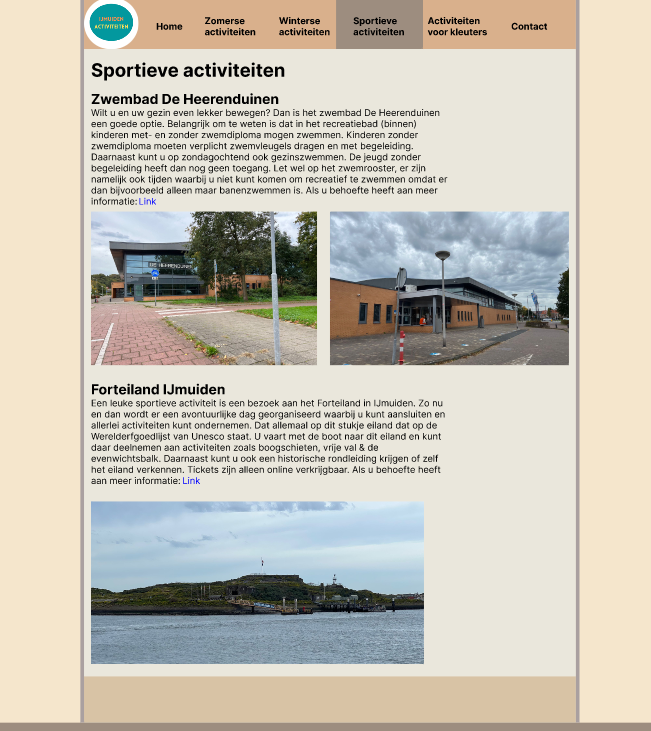 IJMUIDEN
ACTIVITEITEN
Home
Zomerse
activiteiten
Winterse
activiteiten
Sportieve
activiteiten
Activiteiten
voor kleuters
Contact
Sportieve activiteiten
Zwembad De Heerenduinen
Wilt u en uw gezin even lekker bewegen? Dan is het zwembad De Heerenduinen
een goede optie. Belangrijk om te weten is dat in het recreatiebad (binnen)
kinderen met- en zonder zwemdiploma mogen zwemmen. Kinderen zonder
zwemdiploma moeten verplicht zwemvleugels dragen en met begeleiding.
Daarnaast kunt u op zondagochtend ook gezinszwemmen. De jeugd zonder
begeleiding heeft dan nog geen toegang. Let wel op het zwemrooster, er zijn
namelijk ook tijden waarbij u niet kunt komen om recreatief te zwemmen omdat er
dan bijvoorbeeld alleen maar banenzwemmen is. Als u behoefte heeft aan meer
informatie: Link
DE HEERENDUINEN
Forteiland IJmuiden
Een leuke sportieve activiteit is een bezoek aan het Forteiland in IJmuiden. Zo nu
en dan wordt er een avontuurlijke dag georganiseerd waarbij u kunt aansluiten en
allerlei activiteiten kunt ondernemen. Dat allemaal op dit stukje eiland dat op de
Werelderfgoedlijst van Unesco staat. U vaart met de boot naar dit eiland en kunt
daar deelnemen aan activiteiten zoals boogschieten, vrije val & de
evenwichtsbalk. Daarnaast kunt u ook een historische rondleiding krijgen of zelf
het eiland verkennen. Tickets zijn alleen online verkrijgbaar. Als u behoefte heeft
aan meer informatie: Link